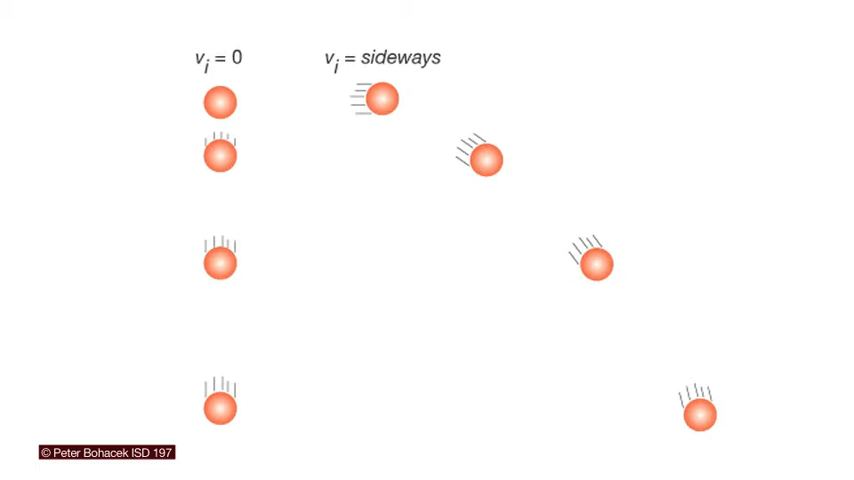 vi = 0
vi = sideways
© Peter Bohacek ISD 197